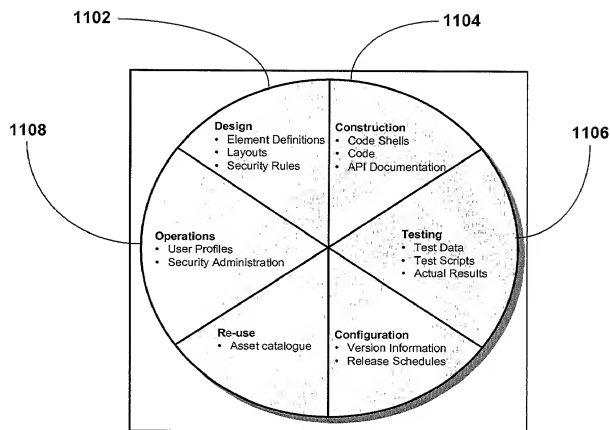 1102
1104
1108
1106
Design
• Element Definitions
• Layouts
• Security Rules
Construction
• Code Shells
• Code
• API Documentation
Operations
• User Profiles
• Security Administration
Testing
• Test Data
• Test Scripts
• Actual Results
Re-use
• Asset catalogue
Configuration
• Version Information
• Release Schedules